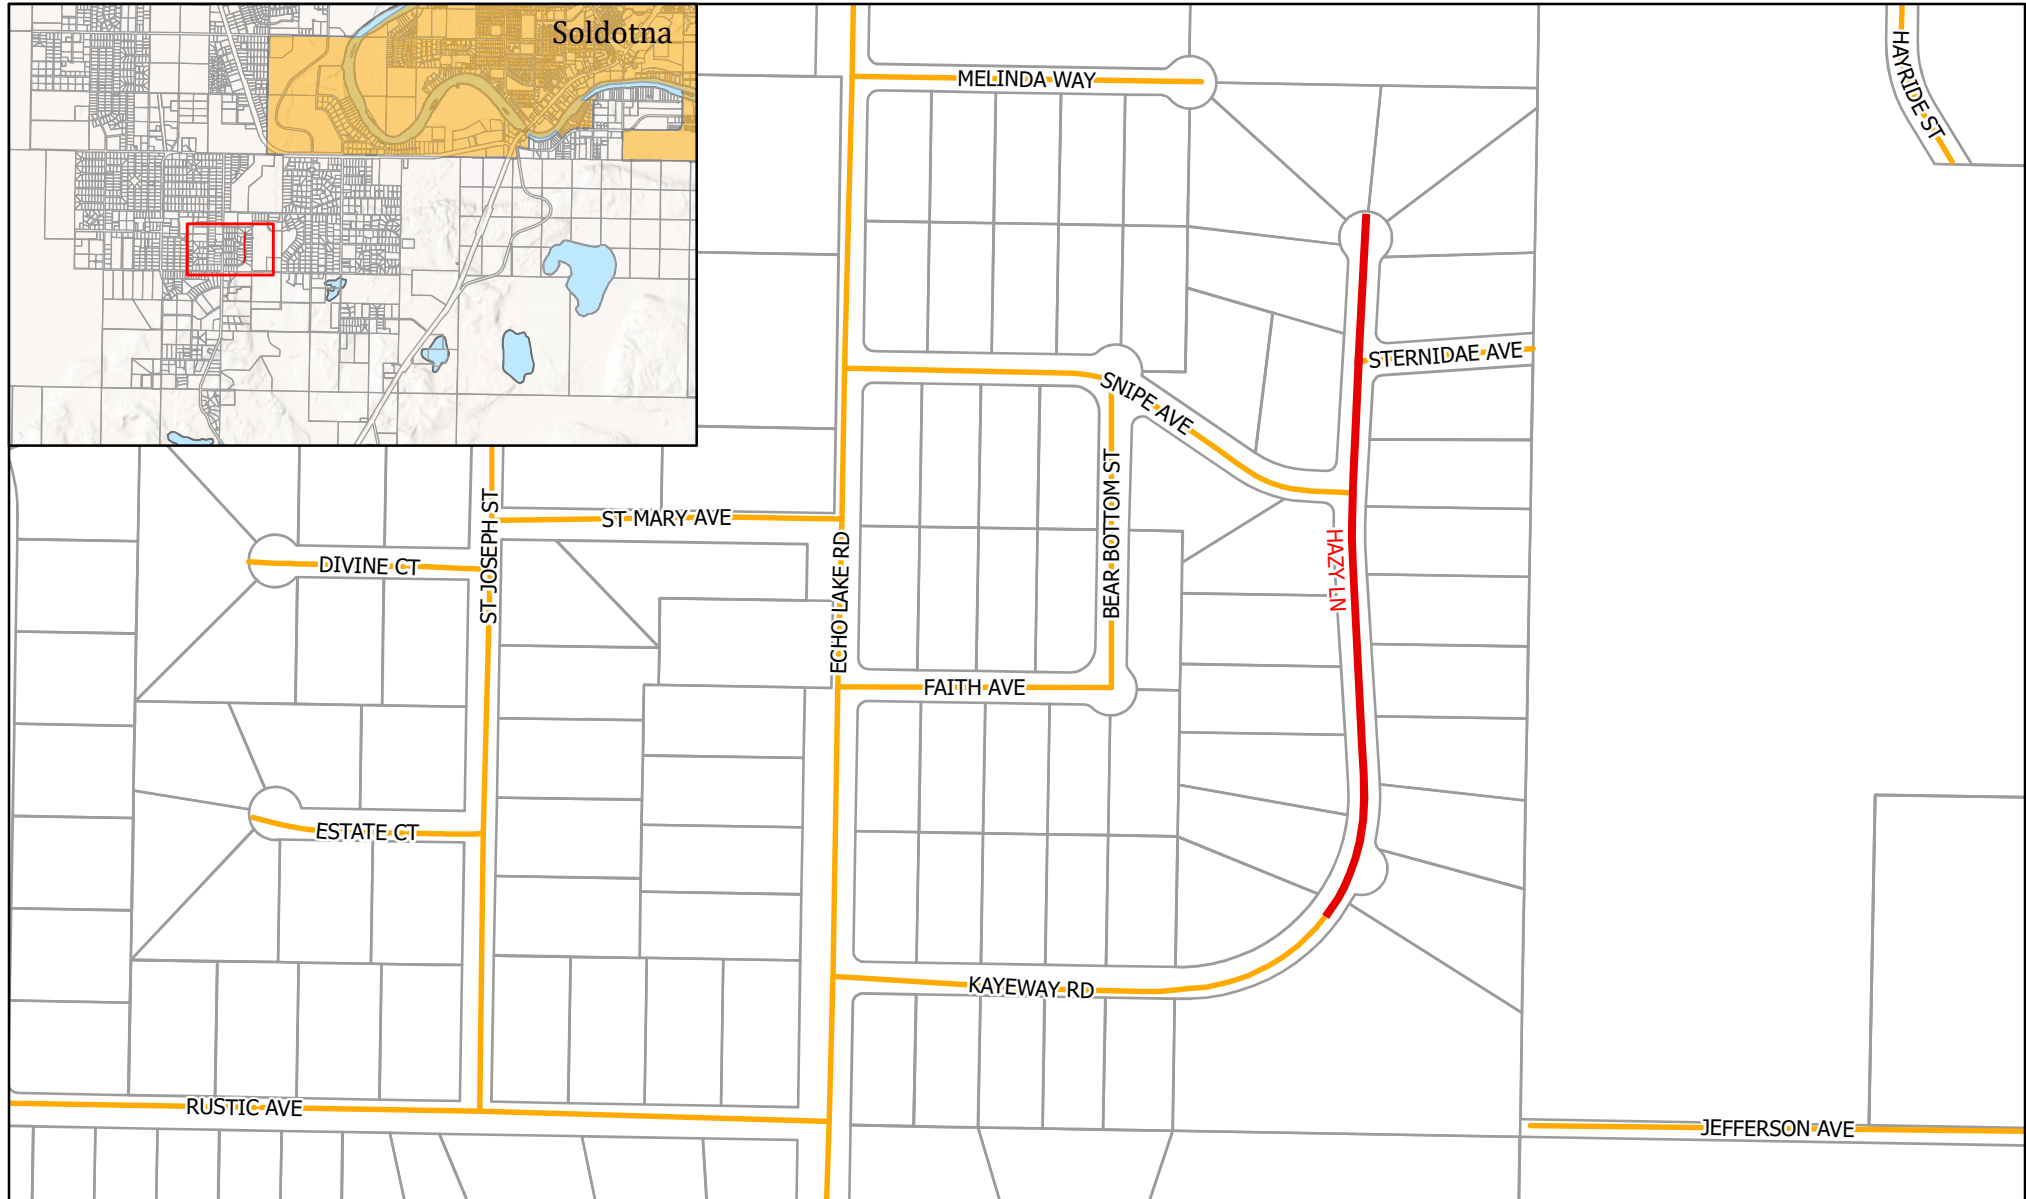 Soldotna
MELINDA WAY
HAYRIDE ST
STERNIDAE AVE
SNIPE AVE
BEAR BOTTOM ST
ST JOSEPH ST
ST MARY AVE
ECHO LAKE RD
HAZY LN
DIVINE CT
FAITH AVE
ESTATE CT
KAYEWAY RD
RUSTIC AVE
JEFFERSON AVE